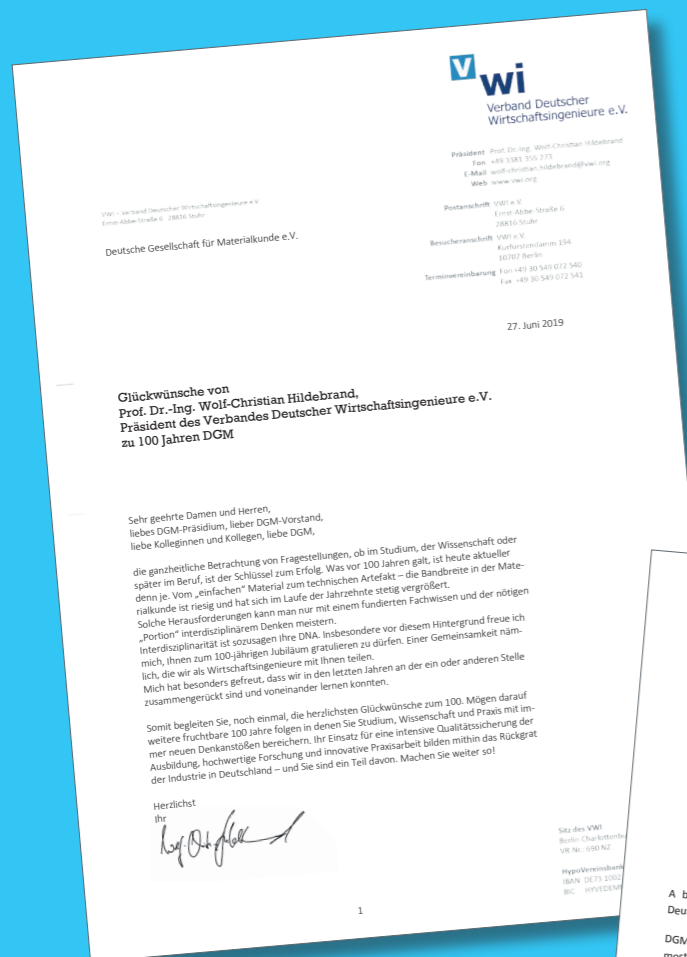 V
wi
Verband Deutscher
Wirtschaftsingenieure e.V.
Präsident Prof. Dr.-Ing. Wolf-Christian Hildebrand
Fon +49 3381 355 273
E-Mail wolf-christian.hildebrand@vwi.org
Web www.vwi.org
VWI – Verband Deutscher Wirtschaftsingenieure e.V.
Ernst-Abbe-Straße 6 28816 Stuhr
Postanschrift VWI e.V.
Ernst-Abbe-Straße 6
28816 Stuhr
Deutsche Gesellschaft für Materialkunde e.V.
Besucheranschrift VWI e.V.
Kurfürstendamm 194
10707 Berlin
Terminvereinbarung Fon +49 30 549 072 540
Fax +49 30 549 072 541
27. Juni 2019
Glückwünsche von
Prof. Dr.-Ing. Wolf-Christian Hildebrand,
Präsident des Verbandes Deutscher Wirtschaftsingenieure e.V.
zu 100 Jahren DGM
Sehr geehrte Damen und Herren,
liebes DGM-Präsidium, lieber DGM-Vorstand,
liebe Kolleginnen und Kollegen, liebe DGM,
die ganzheitliche Betrachtung von Fragestellungen, ob im Studium, der Wissenschaft oder
später im Beruf, ist der Schlüssel zum Erfolg. Was vor 100 Jahren galt, ist heute aktueller
denn je. Vom „einfachen“ Material zum technischen Artefakt – die Bandbreite in der Mate-
rialkunde ist riesig und hat sich im Laufe der Jahrzehnte stetig vergrößert.
Solche Herausforderungen kann man nur mit einem fundierten Fachwissen und der nötigen
„Portion“ interdisziplinärem Denken meistern.
Interdisziplinarität ist sozusagen Ihre DNA. Insbesondere vor diesem Hintergrund freue ich
mich, Ihnen zum 100-jährigen Jubiläum gratulieren zu dürfen. Einer Gemeinsamkeit näm-
lich, die wir als Wirtschaftsingenieure mit Ihnen teilen.
Mich hat besonders gefreut, dass wir in den letzten Jahren an der ein oder anderen Stelle
zusammengerückt sind und voneinander lernen konnten.
Somit begleiten Sie, noch einmal, die herzlichsten Glückwünsche zum 100. Mögen darauf
weitere fruchtbare 100 Jahre folgen in denen Sie Studium, Wissenschaft und Praxis mit im-
mer neuen Denkanstößen bereichern. Ihr Einsatz für eine intensive Qualitätssicherung der
Ausbildung, hochwertige Forschung und innovative Praxisarbeit bilden mithin das Rückgrat
der Industrie in Deutschland – und Sie sind ein Teil davon. Machen Sie weiter so!
Herzlichst
Ihr
Sitz des VWI
Berlin-Charlottenbu
VR-Nr.: 690 NZ
HypoVereinsbank
IBAN DE73 1002
BIC HYVEDEM
1
A b
Deu
DGM
most